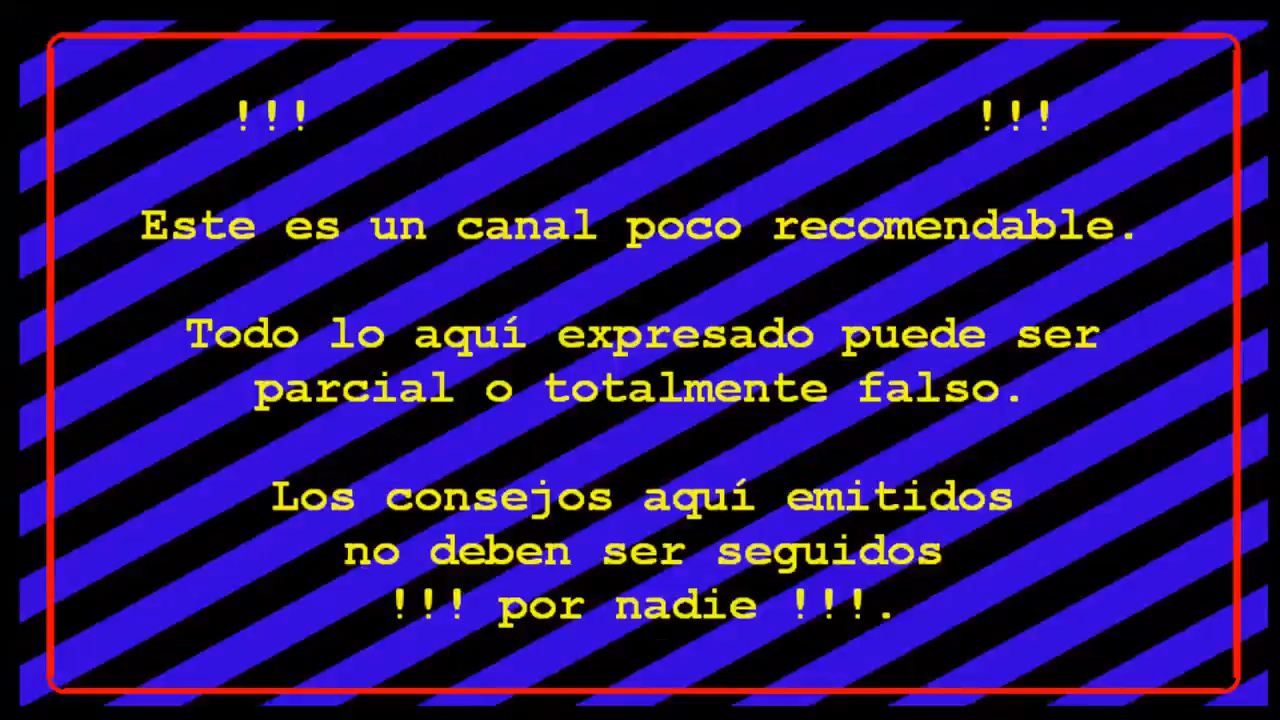 !!! !!!
Este es un canal poco recomendable.
Todo lo aquí expresado puede ser
parcial o totalmente falso.
Los consejos aquí emitidos
no deben ser seguidos
!!! por nadie !!!.